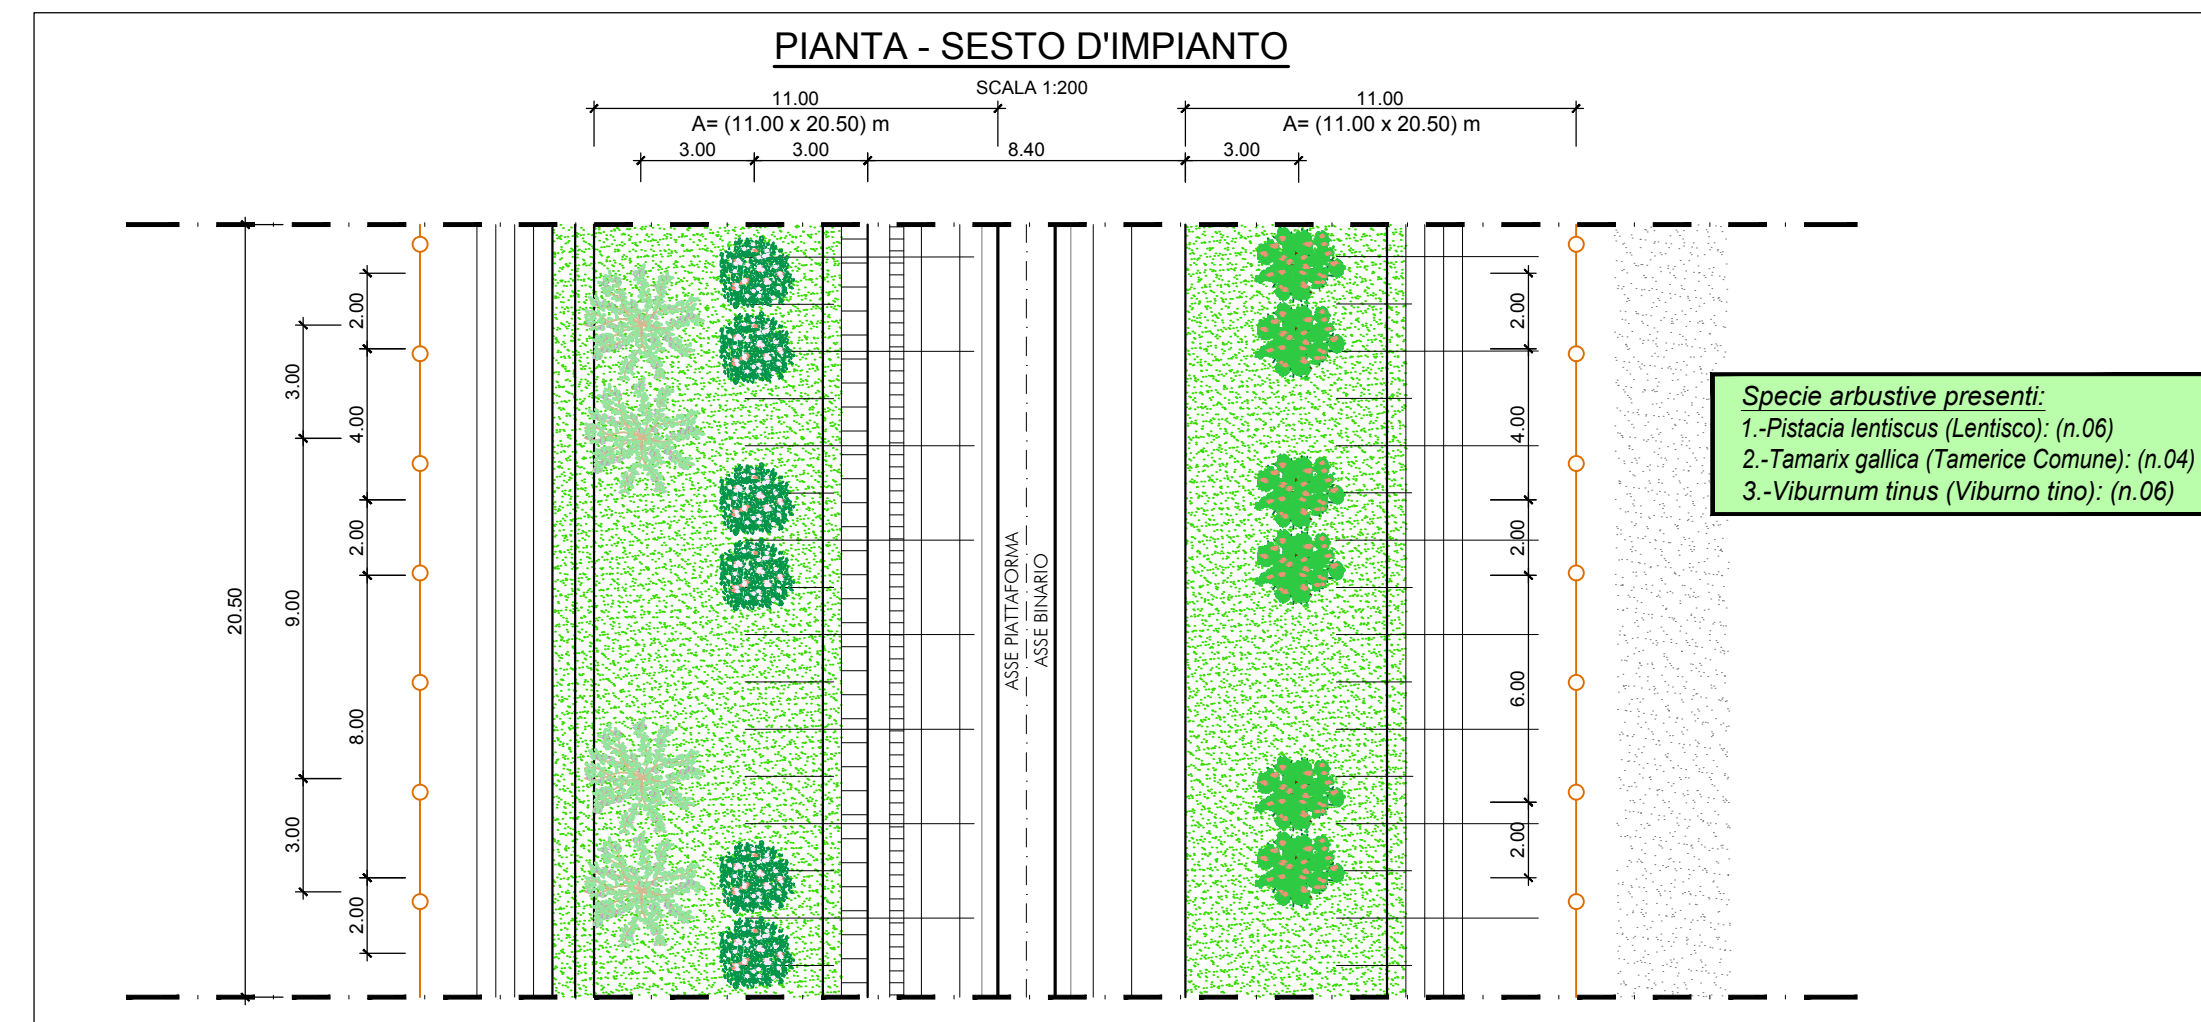 PIANTA - SESTO D'IMPIANTO
SCALA 1:200
11.00
11.00
A= (11.00 x 20.50) m
A= (11.00 x 20.50) m
3.00
3.00
8.40
3.00
20.50
3.00
9.00
3.00
2.00
4.00
2.00
8.00
2.00
ASSE PIATTAFORMA
ASSE BINARIO
2.00
4.00
2.00
6.00
2.00
Specie arbustive presenti:
1.-Pistacia lentiscus (Lentisco): (n.06)
2.-Tamarix gallica (Tamerice Comune): (n.04)
3.-Viburnum tinus (Viburno tino): (n.06)